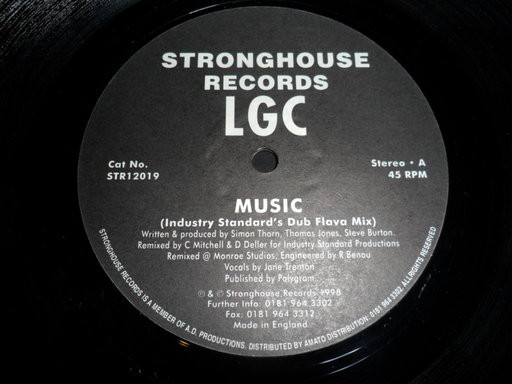 STRONGHOUSE
RECORDS
LGC
Cat No.
STR12019
Stereo • A
45 RPM
MUSIC
(Industry Standard's Dub Flava Mix)
Written & produced by Simon Thorn, Thomas Jones, Steve Burton.
Remixed by C Mitchell & D Deller for Industry Standard Productions
Remixed @ Monroe Studios, Engineered by R Benou
Vocals by Jane Trenton
Published by Polygram
℗ & © Stronghouse Records 1998
Further Info: 0181 964 3302
Fax: 0181 964 3312
Made in England
STRONGHOUSE RECORDS IS A MEMBER OF A.D. PRODUCTIONS. DISTRIBUTED BY AMATO DISTRIBUTION: 0181 964 3302. ALL RIGHTS RESERVED